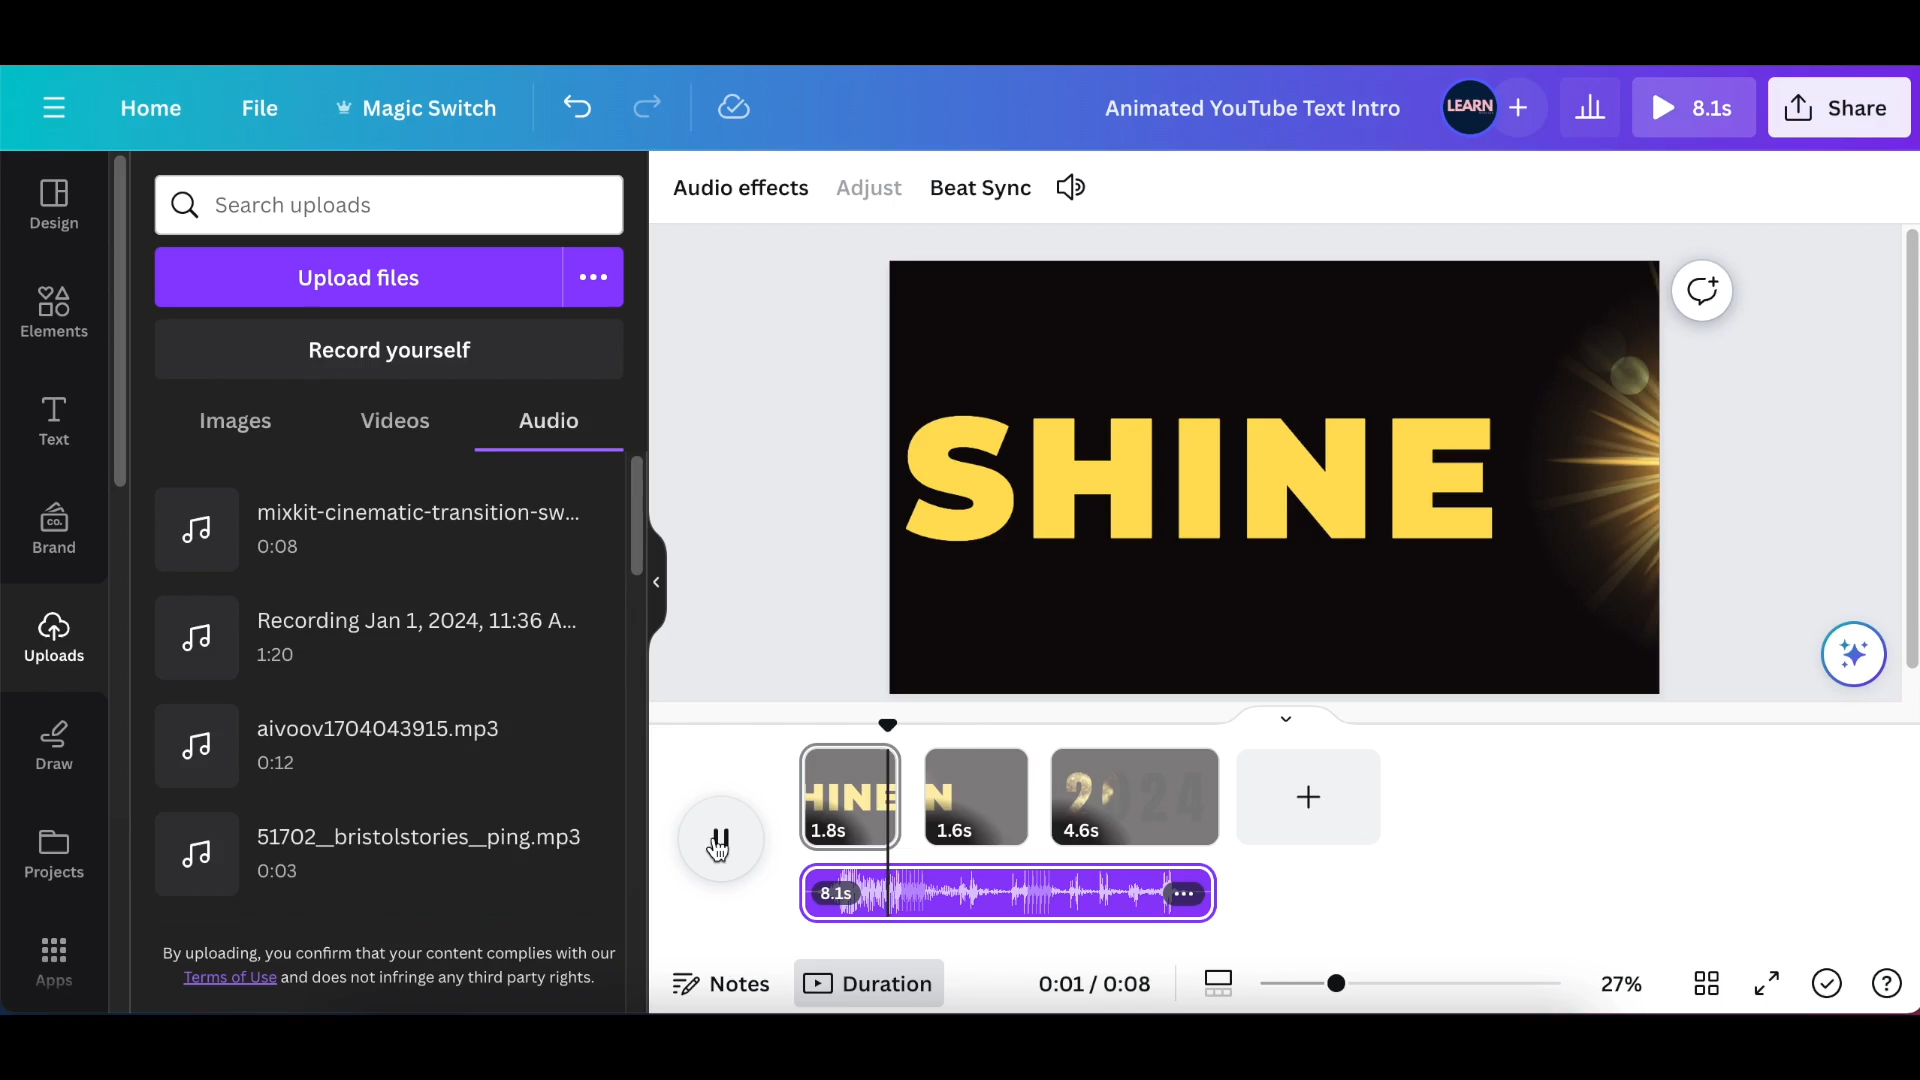 Home
File
Magic Switch
Animated YouTube Text Intro
LEARN
8.1s
Share
Design
Elements
Text
CO.
Brand
Uploads
Draw
Projects
Apps
Search uploads
Upload files
Record yourself
Images
Videos
Audio
mixkit-cinematic-transition-sw...
0:08
Recording Jan 1, 2024, 11:36 A...
1:20
aivoov1704043915.mp3
0:12
51702__bristolstories__ping.mp3
0:03
By uploading, you confirm that your content complies with our
Terms of Use and does not infringe any third party rights.
Audio effects
Adjust
Beat Sync
SHINE
HINE
1.8s
N
1.6s
2024
4.6s
8.1s
Notes
Duration
0:01 / 0:08
27%